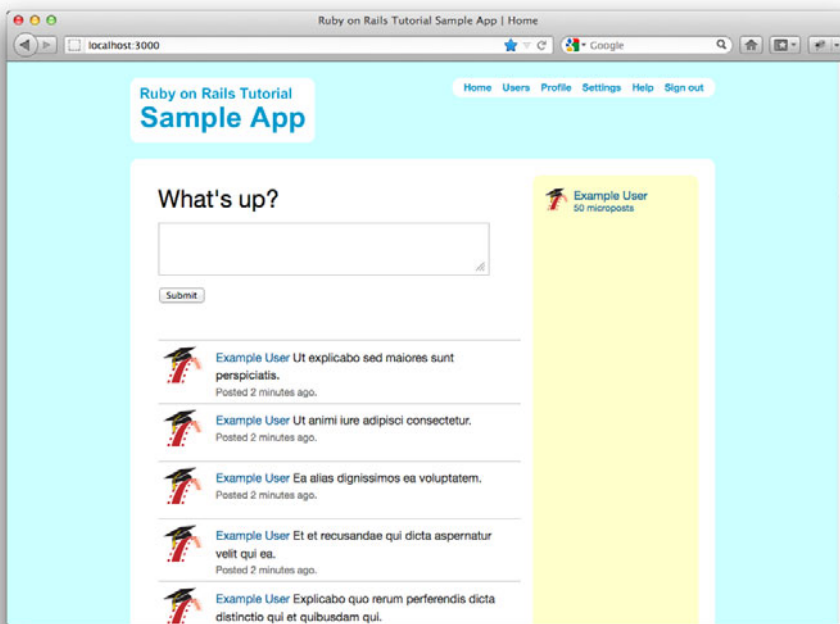 Ruby on Rails Tutorial Sample App | Home
localhost:3000
Google
Ruby on Rails Tutorial
Sample App
Home Users Profile Settings Help Sign out
What's up?
Example User
50 microposts
Submit
Example User Ut explicabo sed maiores sunt
perspiciatis.
Posted 2 minutes ago.
Example User Ut animi iure adipisci consectetur.
Posted 2 minutes ago.
Example User Ea alias dignissimos ea voluptatem.
Posted 2 minutes ago.
Example User Et et recusandae qui dicta aspernatur
velit qui ea.
Posted 2 minutes ago.
Example User Explicabo quo rerum perferendis dicta
distinctio qui et quibusdam qui.